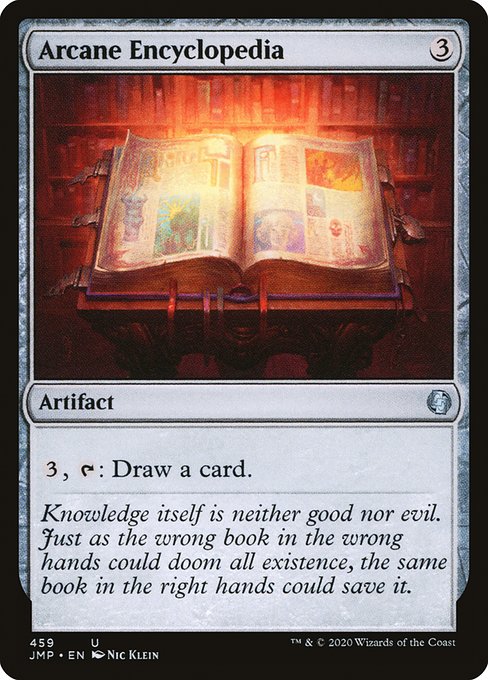 Arcane Encyclopedia 3
Artifact
3, : Draw a card.
Knowledge itself is neither good nor evil.
Just as the wrong book in the wrong
hands could doom all existence, the same
book in the right hands could save it.
459 U
JMP • EN Nic Klein
™ & © 2020 Wizards of the Coast